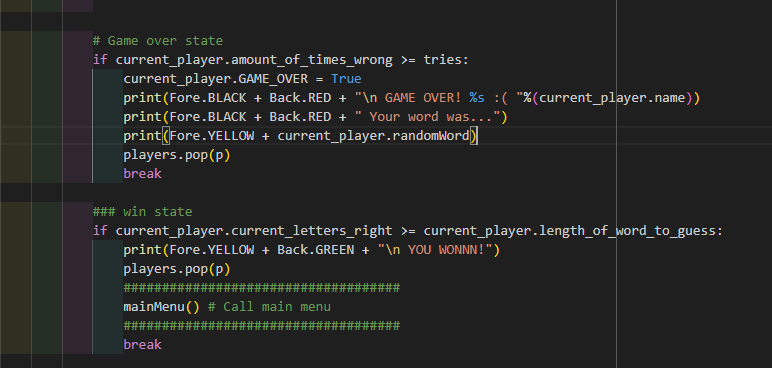 # Game over state
if current_player.amount_of_times_wrong >= tries:
current_player.GAME_OVER = True
print(Fore.BLACK + Back.RED + "\n GAME OVER! %s :( "%(current_player.name))
print(Fore.BLACK + Back.RED + " Your word was...")
print(Fore.YELLOW + current_player.randomWord)
players.pop(p)
break
### win state
if current_player.current_letters_right >= current_player.length_of_word_to_guess:
print(Fore.YELLOW + Back.GREEN + "\n YOU WONNN!")
players.pop(p)
####################################
mainMenu() # Call main menu
####################################
break